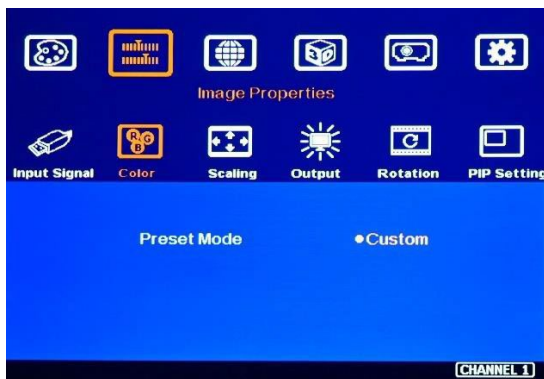 Image Properties
R G
B
Input Signal Color Scaling Output Rotation PIP Setting
Preset Mode Custom
CHANNEL 1